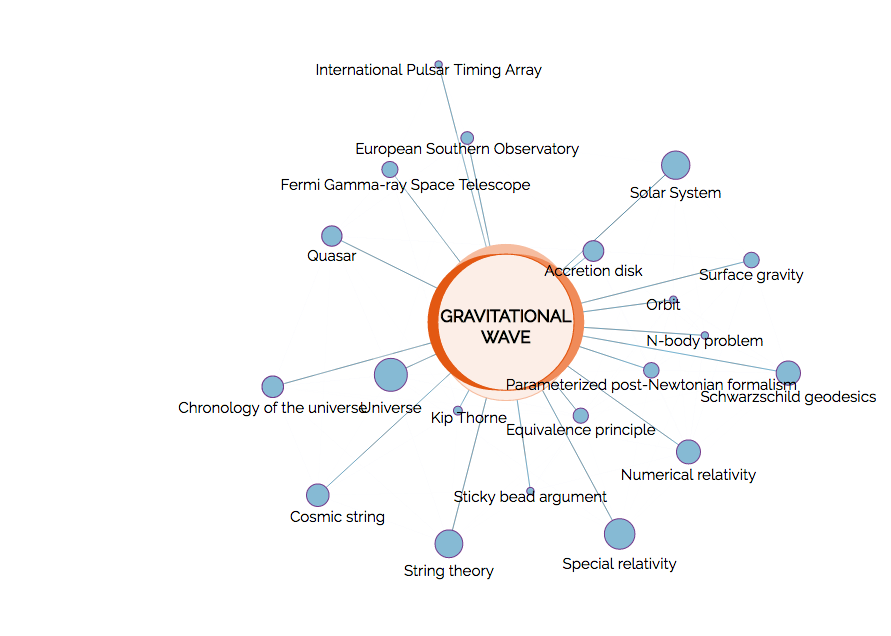 International Pulsar Timing Array
European Southern Observatory
Fermi Gamma-ray Space Telescope
Solar System
Quasar
Accretion disk
Surface gravity
Orbit
GRAVITATIONAL
WAVE
N-body problem
Parameterized post-Newtonian formalism
Schwarzschild geodesics
Chronology of the universe
Universe
Kip Thorne
Equivalence principle
Numerical relativity
Sticky bead argument
Cosmic string
Special relativity
String theory